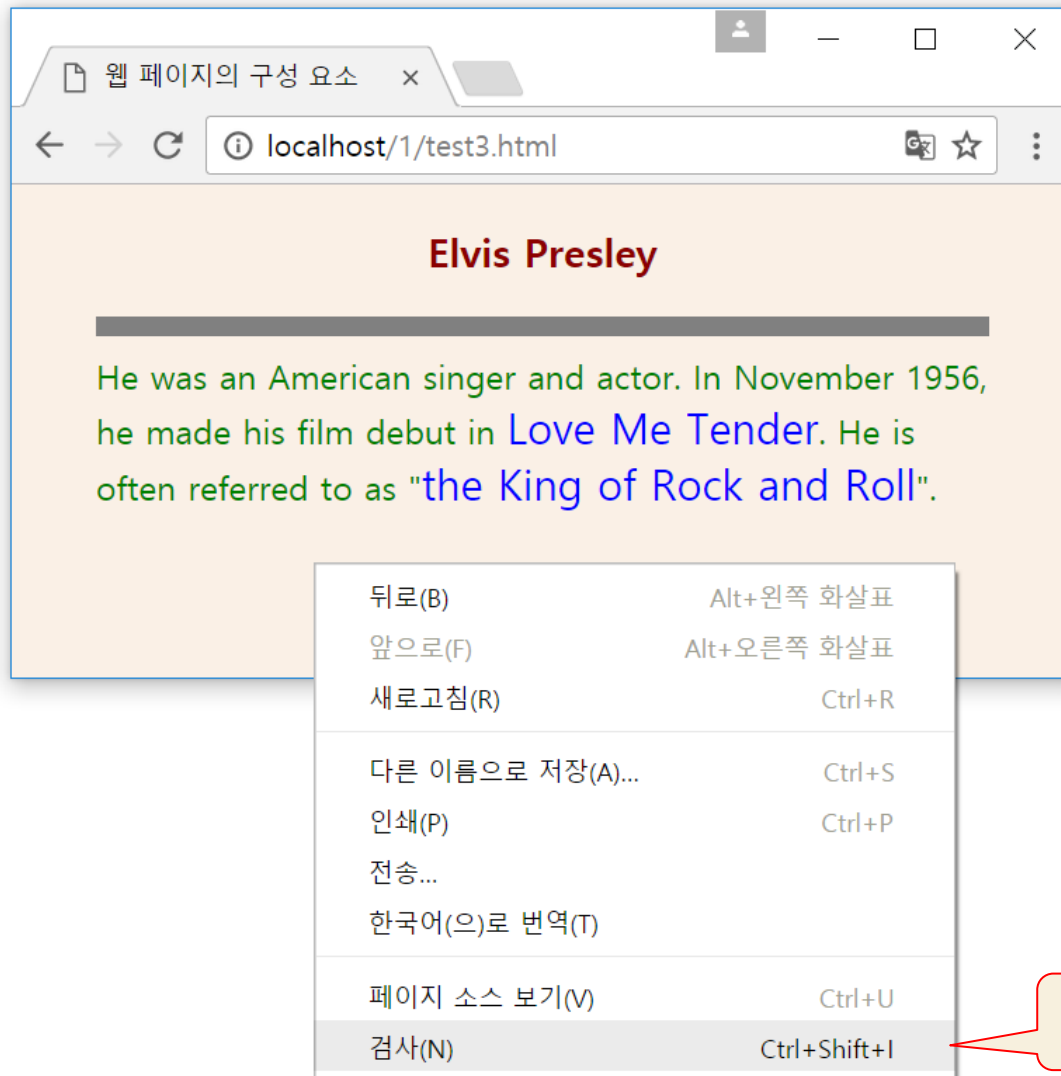 웹 페이지의 구성 요소
localhost/1/test3.html
Elvis Presley
He was an American singer and actor. In November 1956,
he made his film debut in Love Me Tender. He is
often referred to as "the King of Rock and Roll".
뒤로(B) Alt+왼쪽 화살표
앞으로(F) Alt+오른쪽 화살표
새로고침(R) Ctrl+R
다른 이름으로 저장(A)... Ctrl+S
인쇄(P) Ctrl+P
전송...
한국어(으)로 번역(T)
페이지 소스 보기(V) Ctrl+U
검사(N) Ctrl+Shift+I